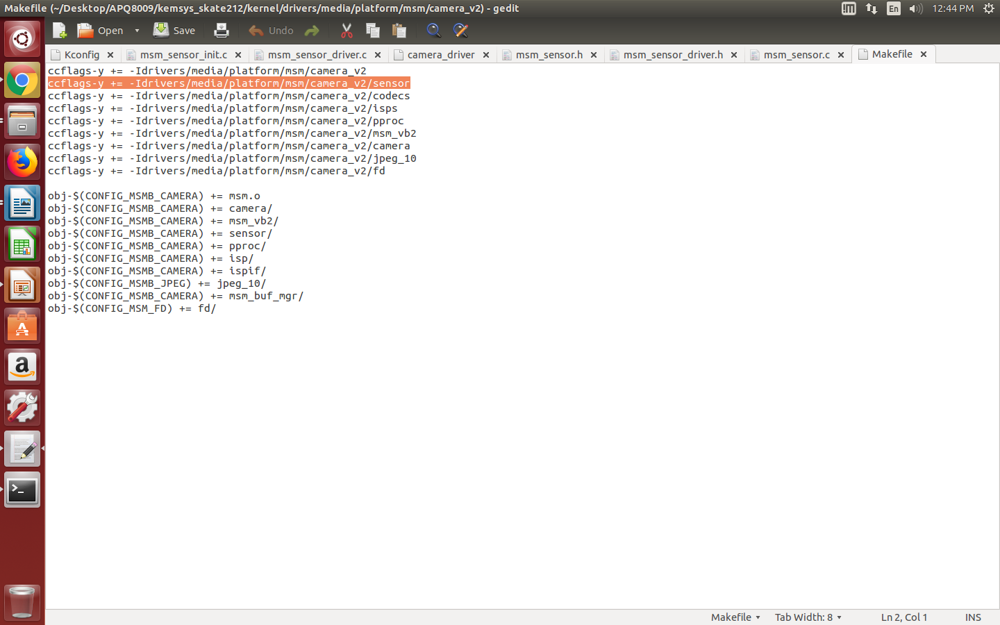 Makefile (~/Desktop/APQ8009/kemsys_skate212/kernel/drivers/media/platform/msm/camera_v2) - gedit
En
12:44 PM
Open
Save
Undo
Kconfig
msm_sensor_init.c
msm_sensor_driver.c
camera_driver
msm_sensor.h
msm_sensor_driver.h
msm_sensor.c
Makefile
ccflags-y += -Idrivers/media/platform/msm/camera_v2
ccflags-y += -Idrivers/media/platform/msm/camera_v2/sensor
ccflags-y += -Idrivers/media/platform/msm/camera_v2/codecs
ccflags-y += -Idrivers/media/platform/msm/camera_v2/isps
ccflags-y += -Idrivers/media/platform/msm/camera_v2/pproc
ccflags-y += -Idrivers/media/platform/msm/camera_v2/msm_vb2
ccflags-y += -Idrivers/media/platform/msm/camera_v2/camera
ccflags-y += -Idrivers/media/platform/msm/camera_v2/jpeg_10
ccflags-y += -Idrivers/media/platform/msm/camera_v2/fd
obj-$(CONFIG_MSMB_CAMERA) += msm.o
obj-$(CONFIG_MSMB_CAMERA) += camera/
obj-$(CONFIG_MSMB_CAMERA) += msm_vb2/
obj-$(CONFIG_MSMB_CAMERA) += sensor/
obj-$(CONFIG_MSMB_CAMERA) += pproc/
obj-$(CONFIG_MSMB_CAMERA) += isp/
obj-$(CONFIG_MSMB_CAMERA) += ispif/
obj-$(CONFIG_MSMB_JPEG) += jpeg_10/
obj-$(CONFIG_MSMB_CAMERA) += msm_buf_mgr/
obj-$(CONFIG_MSM_FD) += fd/
Makefile
Tab Width: 8
Ln 2, Col 1
INS